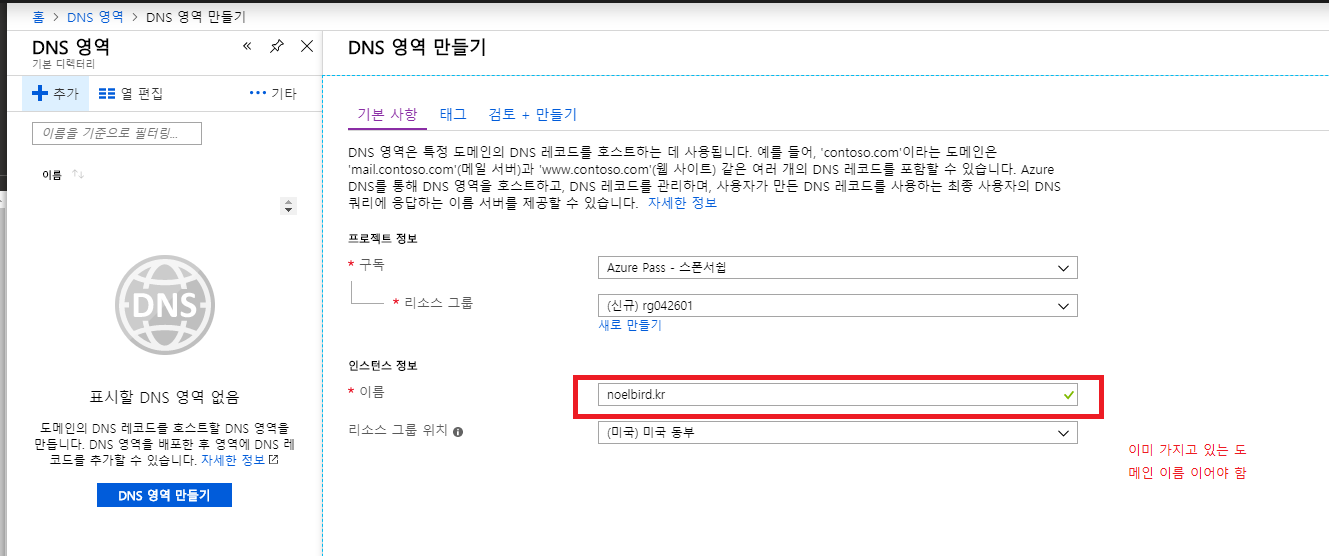 홈 > DNS 영역 > DNS 영역 만들기
DNS 영역
기본 디렉터리
추가
열 편집
기타
이름을 기준으로 필터링...
이름
DNS
표시할 DNS 영역 없음
도메인의 DNS 레코드를 호스트할 DNS 영역을
만듭니다. DNS 영역을 배포한 후 영역에 DNS 레
코드를 추가할 수 있습니다. 자세한 정보
DNS 영역 만들기
DNS 영역 만들기
기본 사항
태그
검토 + 만들기
DNS 영역은 특정 도메인의 DNS 레코드를 호스트하는 데 사용됩니다. 예를 들어, 'contoso.com'이라는 도메인은
'mail.contoso.com'(메일 서버)과 'www.contoso.com'(웹 사이트) 같은 여러 개의 DNS 레코드를 포함할 수 있습니다. Azure
DNS를 통해 DNS 영역을 호스트하고, DNS 레코드를 관리하며, 사용자가 만든 DNS 레코드를 사용하는 최종 사용자의 DNS
쿼리에 응답하는 이름 서버를 제공할 수 있습니다. 자세한 정보
프로젝트 정보
* 구독
Azure Pass - 스폰서쉽
* 리소스 그룹
(신규) rg042601
새로 만들기
인스턴스 정보
* 이름
noelbird.kr
리소스 그룹 위치
(미국) 미국 동부
이미 가지고 있는 도
메인 이름 이어야 함